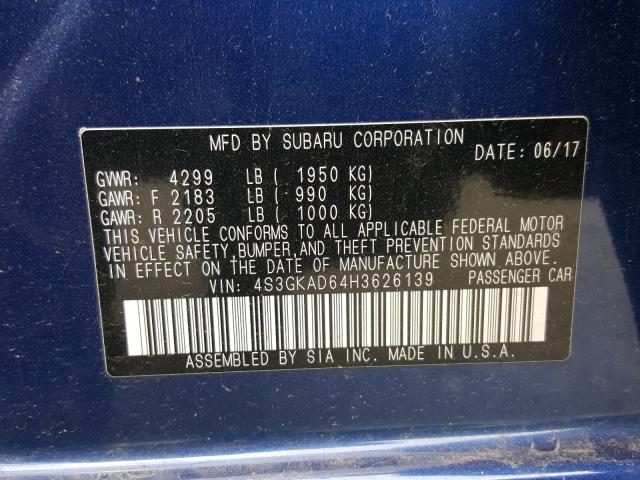 MFD BY SUBARU CORPORATION
DATE: 06/17
GVWR: 4299 LB ( 1950 KG)
GAWR: F 2183 LB ( 990 KG)
GAWR: R 2205 LB ( 1000 KG)
THIS VEHICLE CONFORMS TO ALL APPLICABLE FEDERAL MOTOR
VEHICLE SAFETY,BUMPER,AND THEFT PREVENTION STANDARDS
IN EFFECT ON THE DATE OF MANUFACTURE SHOWN ABOVE.
VIN: 4S3GKAD64H3626139 PASSENGER CAR
ASSEMBLED BY SIA INC. MADE IN U.S.A.